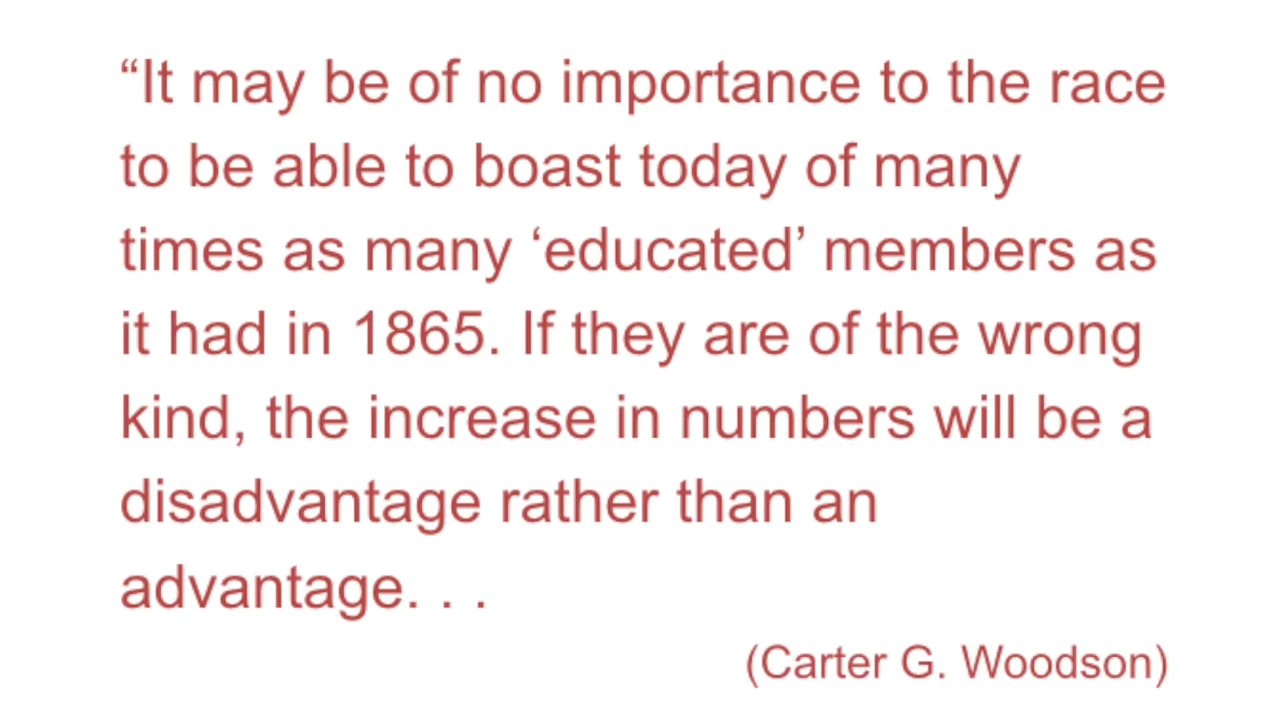 “It may be of no importance to the race
to be able to boast today of many
times as many ‘educated’ members as
it had in 1865. If they are of the wrong
kind, the increase in numbers will be a
disadvantage rather than an
advantage. . .
(Carter G. Woodson)